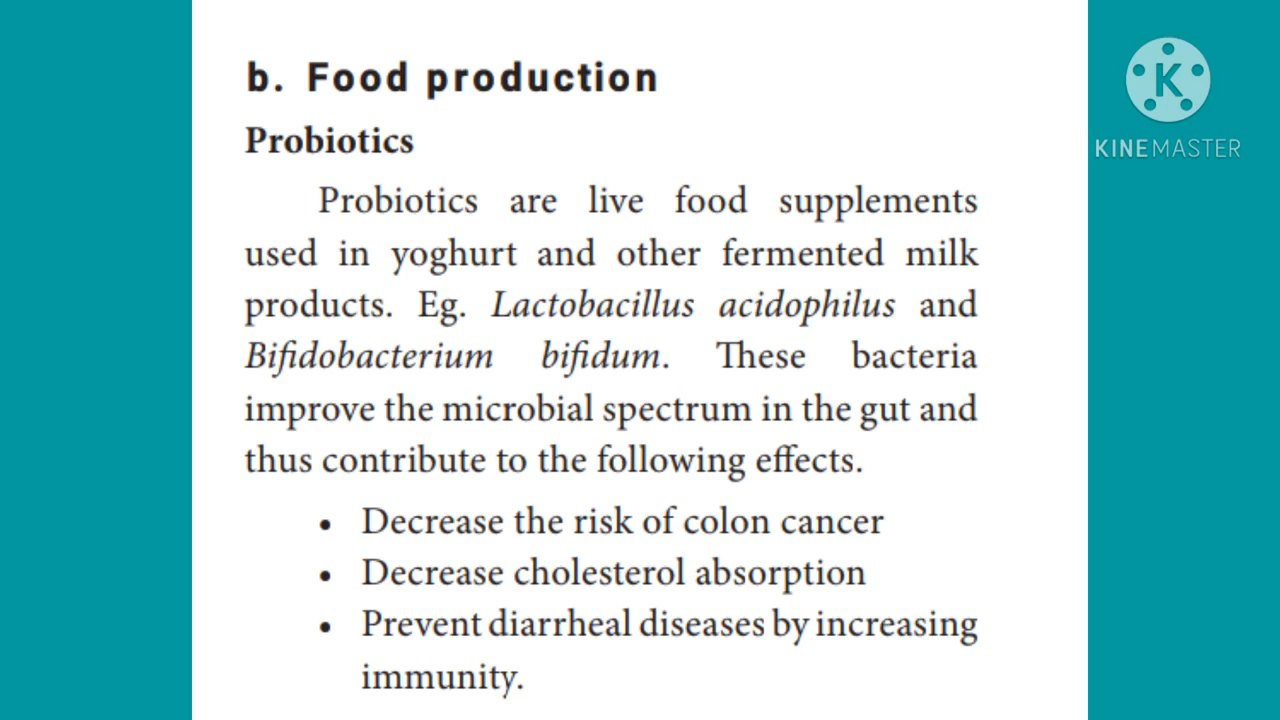 b. Food production
KINEMASTER
Probiotics
Probiotics are live food supplements
used in yoghurt and other fermented milk
products. Eg. Lactobacillus acidophilus and
Bifidobacterium bifidum. These bacteria
improve the microbial spectrum in the gut and
thus contribute to the following effects.
• Decrease the risk of colon cancer
• Decrease cholesterol absorption
• Prevent diarrheal diseases by increasing
immunity.